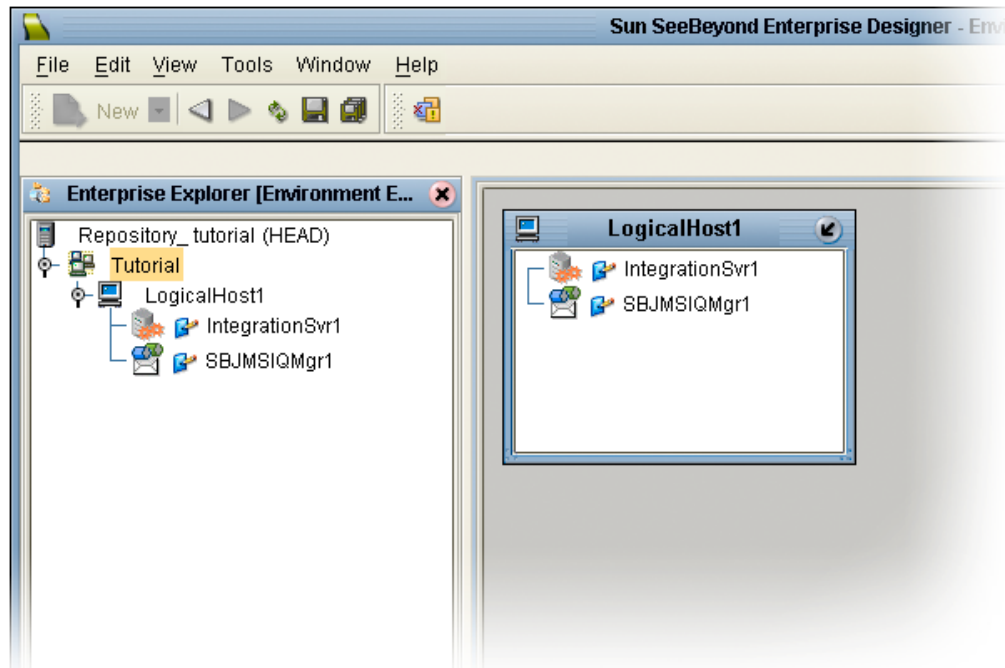 Sun SeeBeyond Enterprise Designer - Envi
File Edit View Tools Window Help
New
Enterprise Explorer [Environment E...
Repository_ tutorial (HEAD)
Tutorial
LogicalHost1
IntegrationSvr1
SBJMSIQMgr1
LogicalHost1
IntegrationSvr1
SBJMSIQMgr1